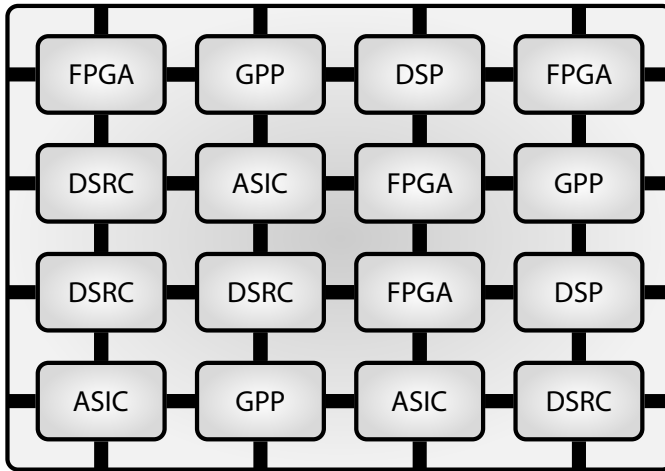 FPGA GPP DSP FPGA
DSRC ASIC FPGA GPP
DSRC DSRC FPGA DSP
ASIC GPP ASIC DSRC